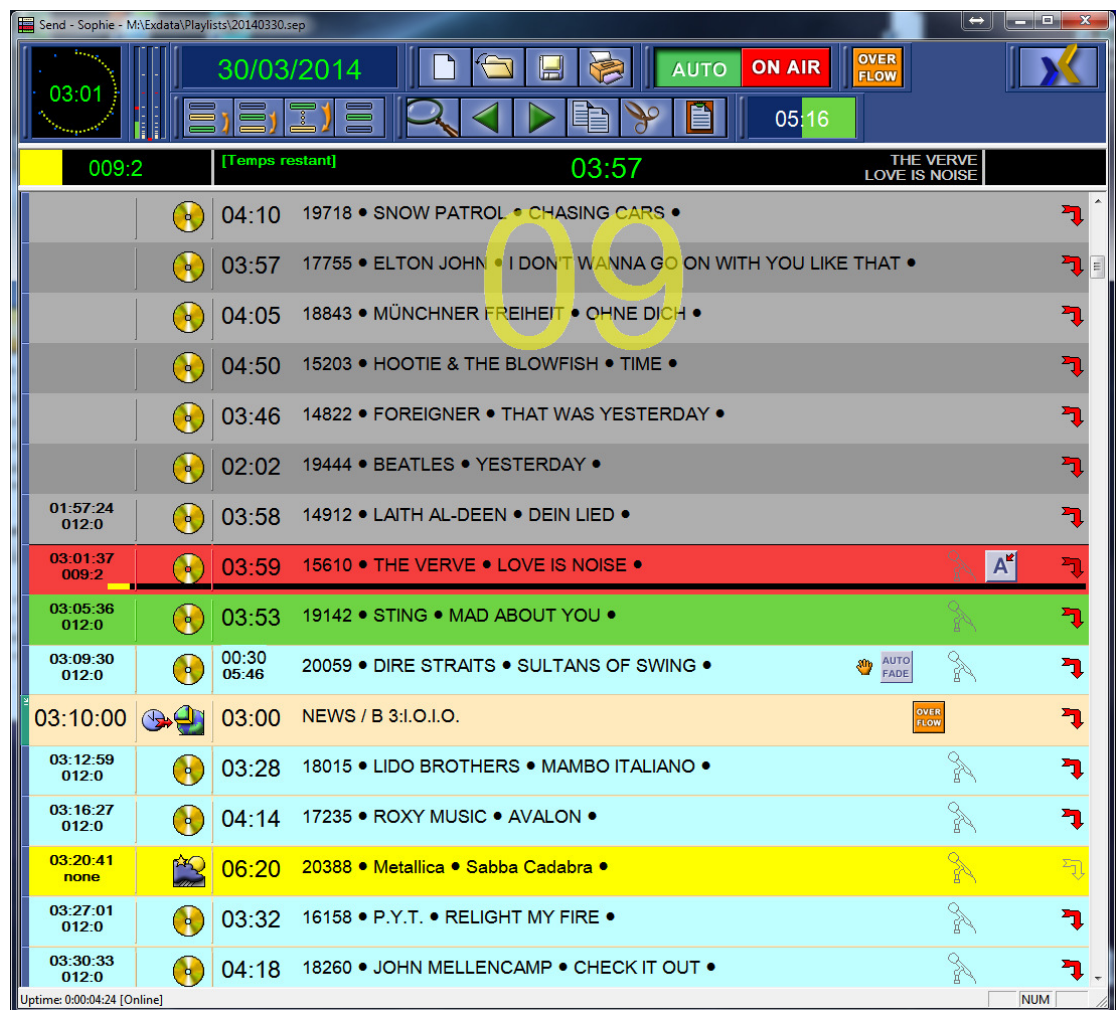 Send - Sophie - M:\Exdata\Playlists\20140330.sep
03:01
30/03/2014
AUTO
ON AIR
OVER
FLOW
05:16
009:2
[Temps restant]
03:57
THE VERVE
LOVE IS NOISE
09
04:10 19718 • SNOW PATROL • CHASING CARS •
03:57 17755 • ELTON JOHN • I DON'T WANNA GO ON WITH YOU LIKE THAT •
04:05 18843 • MÜNCHNER FREIHEIT • OHNE DICH •
04:50 15203 • HOOTIE & THE BLOWFISH • TIME •
03:46 14822 • FOREIGNER • THAT WAS YESTERDAY •
02:02 19444 • BEATLES • YESTERDAY •
01:57:24
012:0
03:58 14912 • LAITH AL-DEEN • DEIN LIED •
03:01:37
009:2
03:59 15610 • THE VERVE • LOVE IS NOISE •
A
03:05:36
012:0
03:53 19142 • STING • MAD ABOUT YOU •
03:09:30
012:0
00:30
05:46
20059 • DIRE STRAITS • SULTANS OF SWING •
AUTO
FADE
03:10:00 03:00 NEWS / B 3:I.O.I.O.
OVER
FLOW
03:12:59
012:0
03:28 18015 • LIDO BROTHERS • MAMBO ITALIANO •
03:16:27
012:0
04:14 17235 • ROXY MUSIC • AVALON •
03:20:41
none
06:20 20388 • Metallica • Sabba Cadabra •
03:27:01
012:0
03:32 16158 • P.Y.T. • RELIGHT MY FIRE •
03:30:33
012:0
04:18 18260 • JOHN MELLENCAMP • CHECK IT OUT •
Uptime: 0:00:04:24 [Online]
NUM